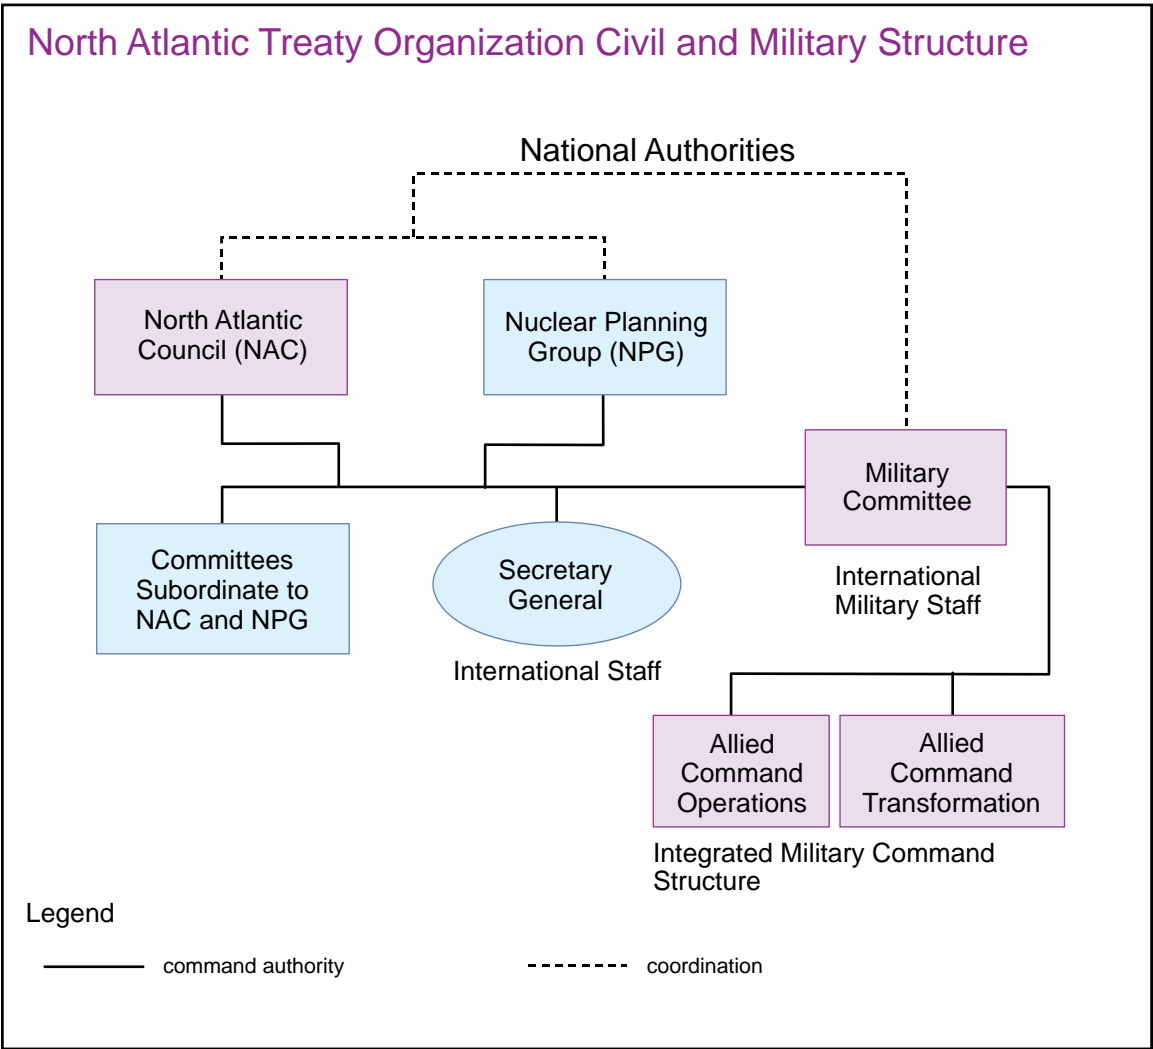 North Atlantic Treaty Organization Civil and Military Structure
National Authorities
North Atlantic
Council (NAC)
Nuclear Planning
Group (NPG)
Military
Committee
Committees
Subordinate to
NAC and NPG
Secretary
General
International
Military Staff
International Staff
Allied
Command
Operations
Allied
Command
Transformation
Integrated Military Command
Structure
Legend
command authority
coordination